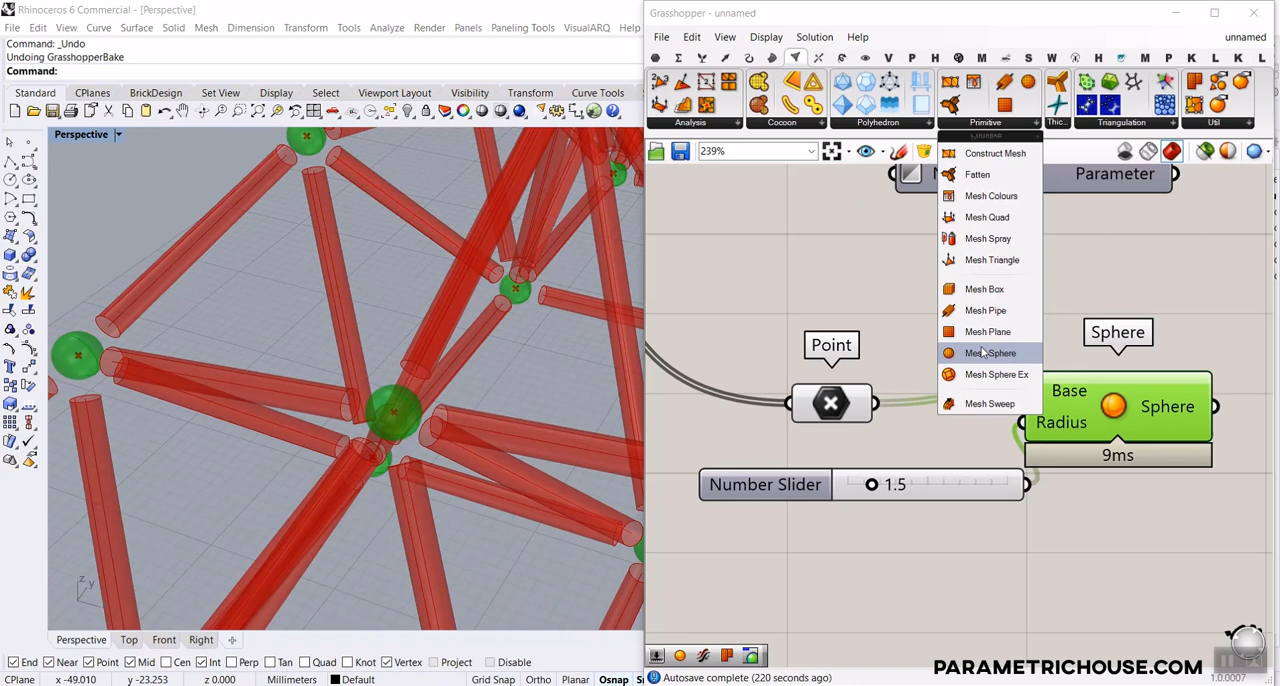 Rhinoceros 6 Commercial - [Perspective]
File Edit View Curve Surface Solid Mesh Dimension Transform Tools Analyze Render Panels Paneling Tools VisualARQ Help
Command: _Undo
Undoing GrasshopperBake
Command:
Standard CPlanes BrickDesign Set View Display Select Viewport Layout Visibility Transform Curve Tools
Perspective
z y
Perspective Top Front Right
End Near Point Mid Cen Int Perp Tan Quad Knot Vertex Project Disable
CPlane x -49.010 y -23.253 z 0.000 Millimeters Default Grid Snap Ortho Planar Osnap
Grasshopper - unnamed
File Edit View Display Solution Help unnamed
V P H M S W H M P K L K L
Analysis Cocoon Polyhedron Primitive Thic... Triangulation Util
239%
Primitive
Construct Mesh
Fatten
Mesh Colours
Mesh Quad
Mesh Spray
Mesh Triangle
Mesh Box
Mesh Pipe
Mesh Plane
Mesh Sphere
Mesh Sphere Ex
Mesh Sweep
Parameter
Point
Sphere
Base
Radius
Sphere
9ms
Number Slider 1.5
PARAMETRICHOUSE.COM
Autosave complete (220 seconds ago)
1.0.0007